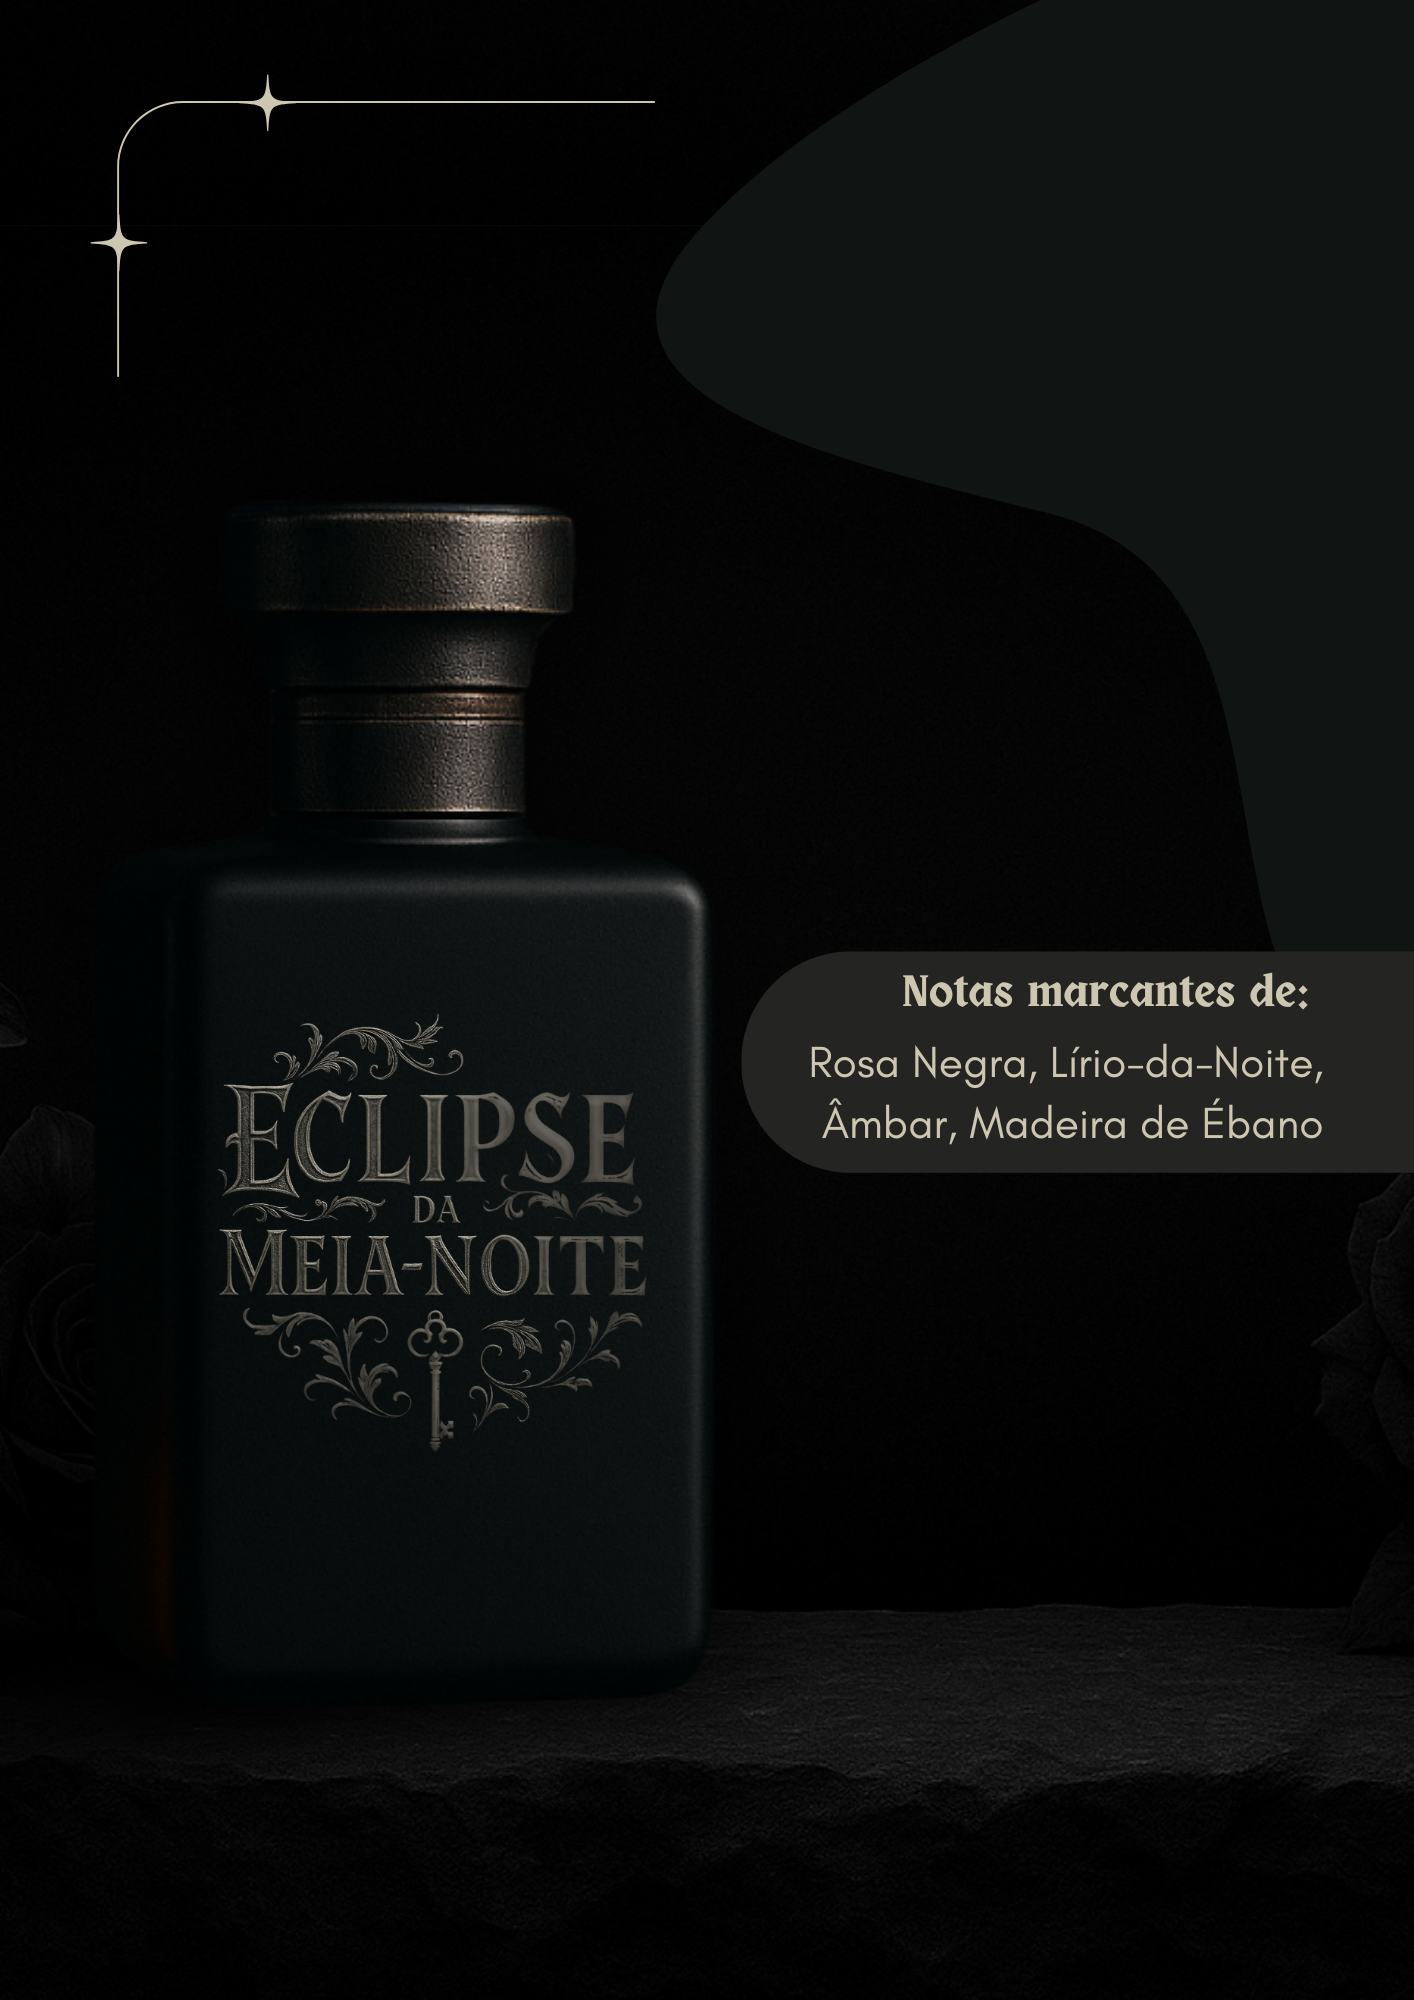 Notas marcantes de:
Rosa Negra, Lírio-da-Noite,
Âmbar, Madeira de Ébano
ECLIPSE
DA
MEIA-NOITE